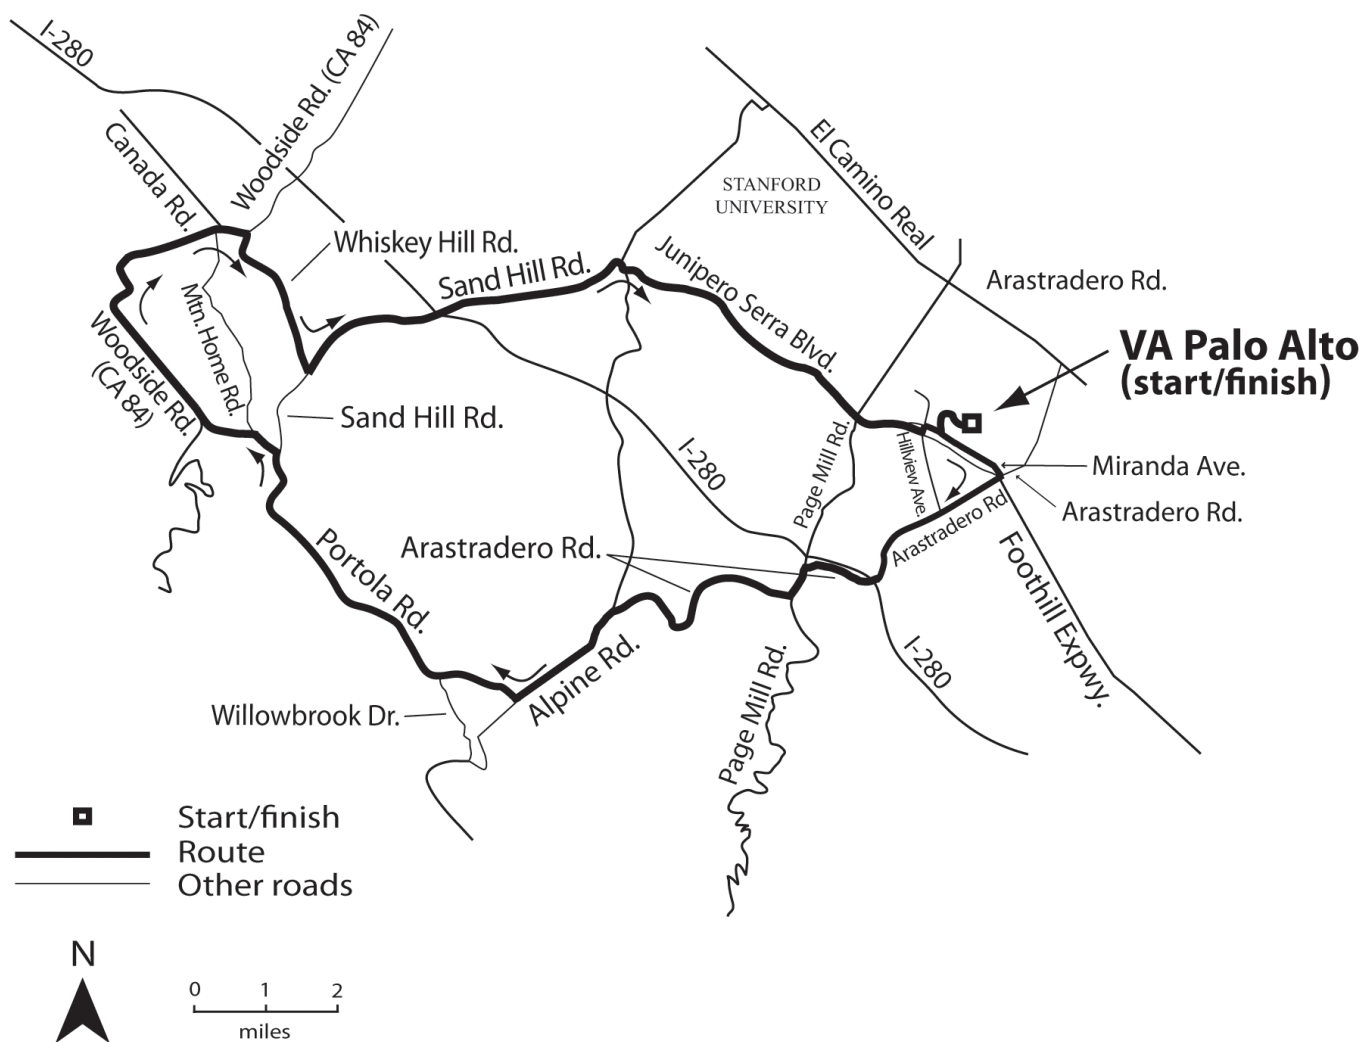 I-280
Woodside Rd. (CA 84)
Canada Rd.
El Camino Real
STANFORD
UNIVERSITY
Whiskey Hill Rd.
Sand Hill Rd.
Junipero Serra Blvd.
Arastradero Rd.
Mtn. Home Rd.
Woodside Rd.
(CA 84)
VA Palo Alto
(start/finish)
Sand Hill Rd.
I-280
Page Mill Rd.
Hillview Ave.
Miranda Ave.
Arastradero Rd.
Arastradero Rd.
Arastradero Rd
Foothill Expwy.
Portola Rd.
Alpine Rd.
I-280
Page Mill Rd.
Willowbrook Dr.
Start/finish
Route
Other roads
N
0 1 2
miles